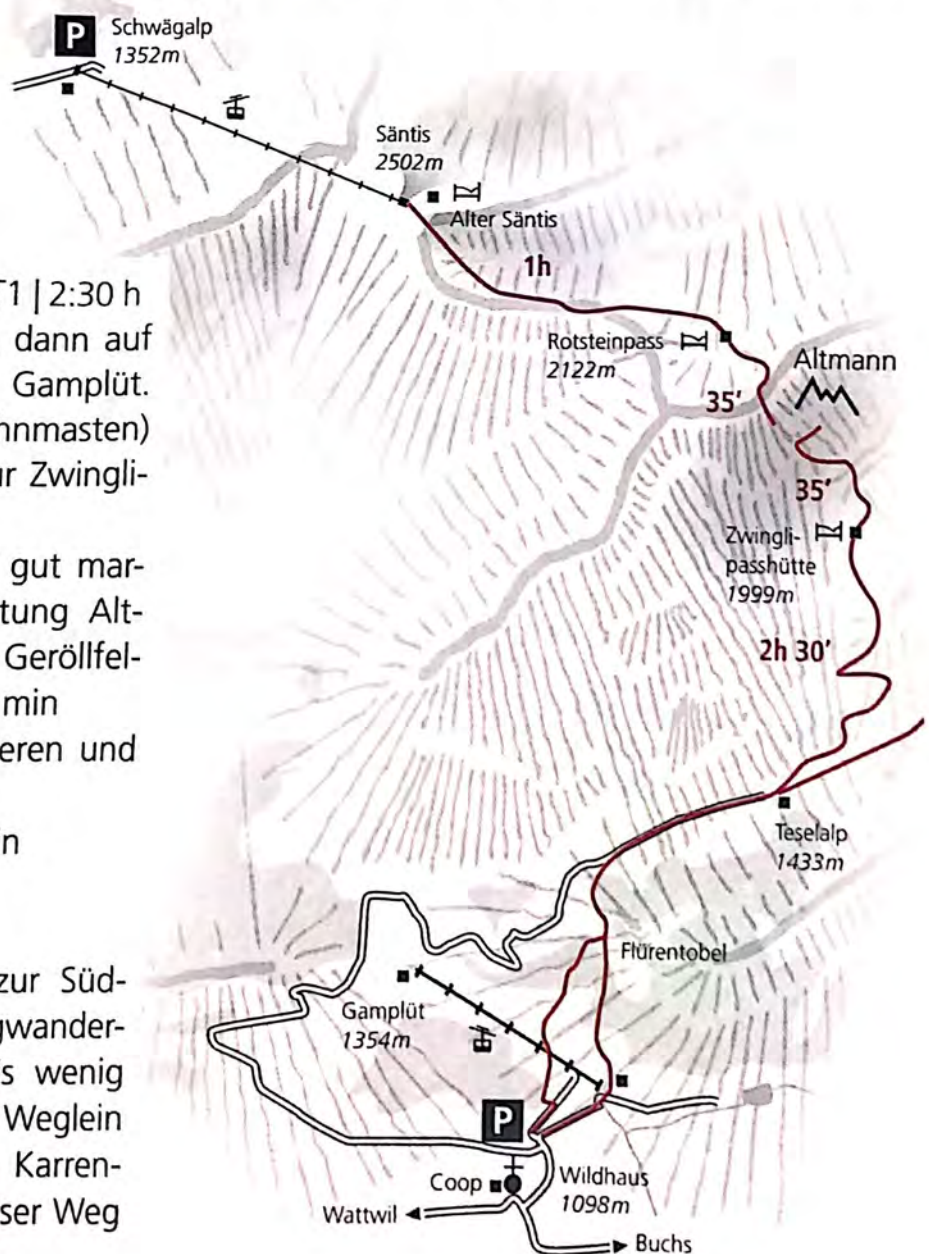 P
Schwägalp
1352m
Säntis
2502m
Alter Säntis
1h
Rotsteinpass
2122m
35'
Altmann
35'
Zwingli-
passhütte
1999m
2h 30'
Teselalp
1433m
Flürentobel
Gamplüt
1354m
P
Coop
Wildhaus
1098m
Wattwil
Buchs
T1 | 2:30 h
dann auf
Gamplüt.
nnmasten)
ur Zwingli-
gut mar-
tung Alt-
Geröllfel-
min
eren und
n
zur Süd-
gwander-
s wenig
Weglein
Karren-
ser Weg